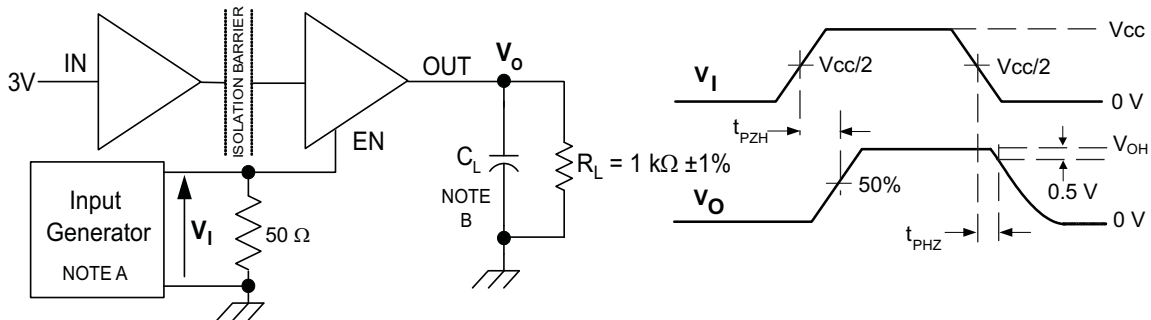 3V
IN
ISOLATION BARRIER
OUT
Vo
EN
Input
Generator
NOTE A
VI
50 Ω
CL
NOTE
B
RL = 1 kΩ ±1%
VI
Vcc
Vcc/2
Vcc/2
0 V
tPZH
VO
50%
VOH
0.5 V
0 V
tPHZ